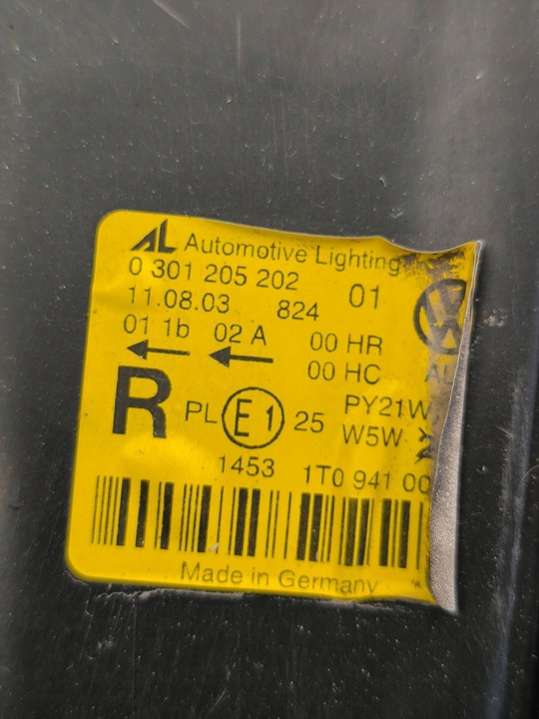 AL Automotive Lighting
0 301 205 202 01
11.08.03 824
01 1b 02 A 00 HR
00 HC
R PL E1 25 PY21W
W5W
1453 1T0 941 00
Made in Germany